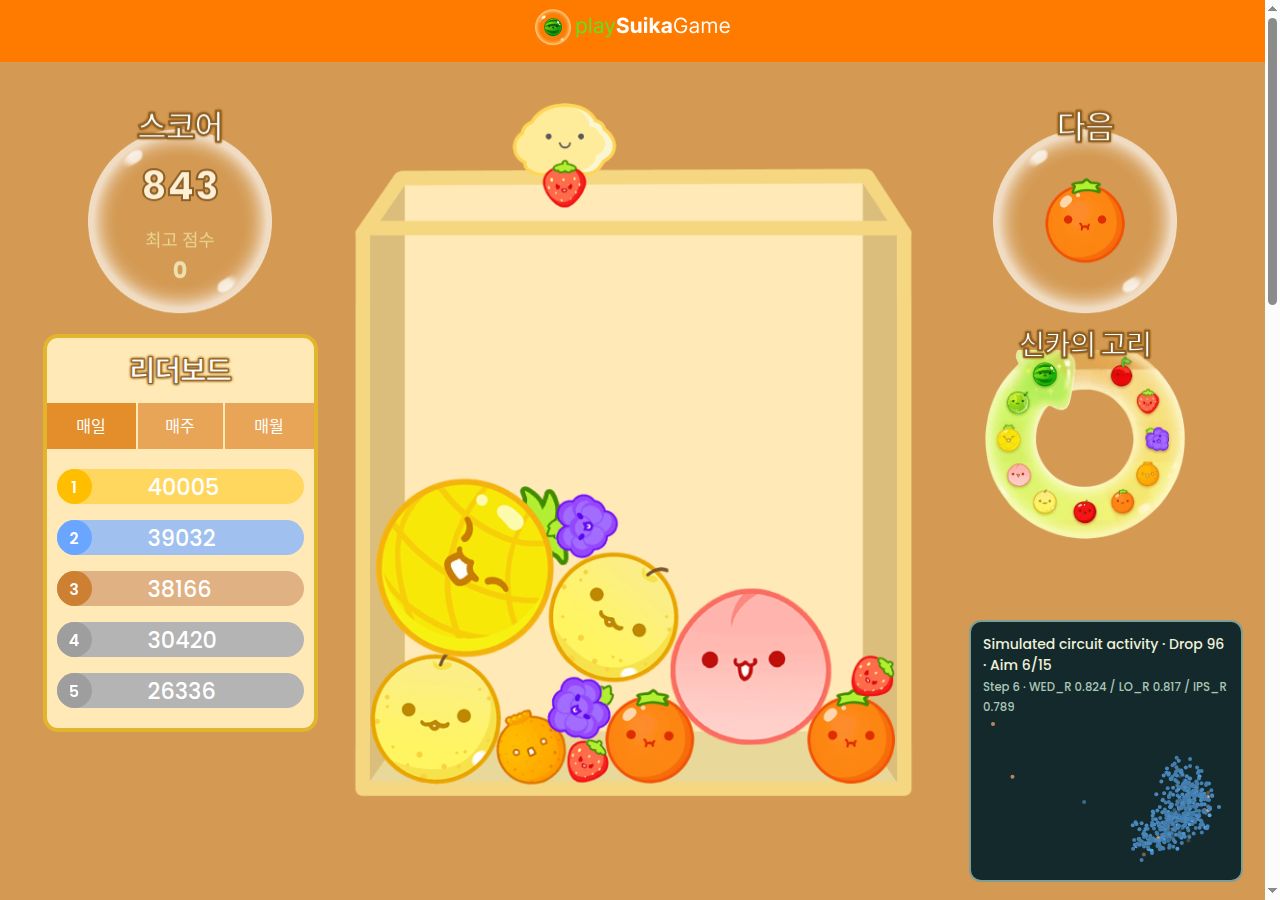 playSuikaGame
스코어
843
최고 점수
0
다음
신카의 고리
리더보드
매일 매주 매월
1 40005
2 39032
3 38166
4 30420
5 26336
Simulated circuit activity · Drop 96
· Aim 6/15
Step 6 · WED_R 0.824 / LO_R 0.817 / IPS_R
0.789